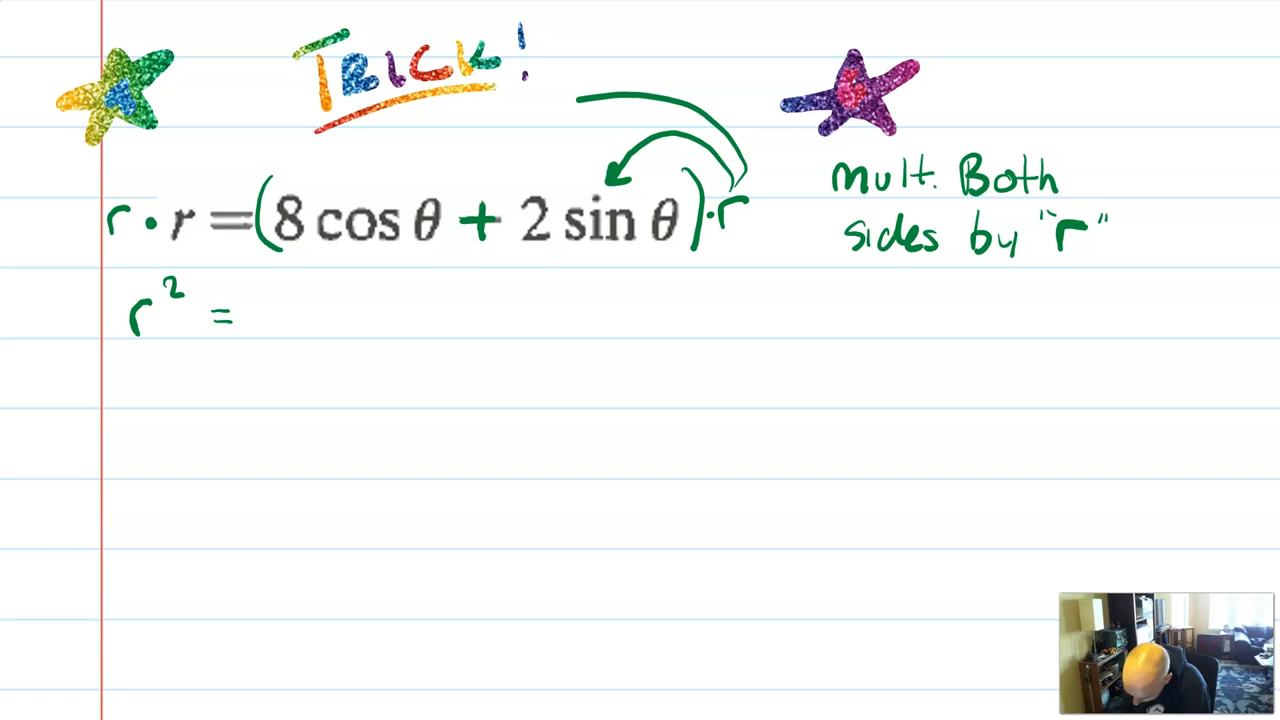 TRICK!
r · r = (8 cos θ + 2 sin θ) · r
r² =
mult. Both
sides by "r"